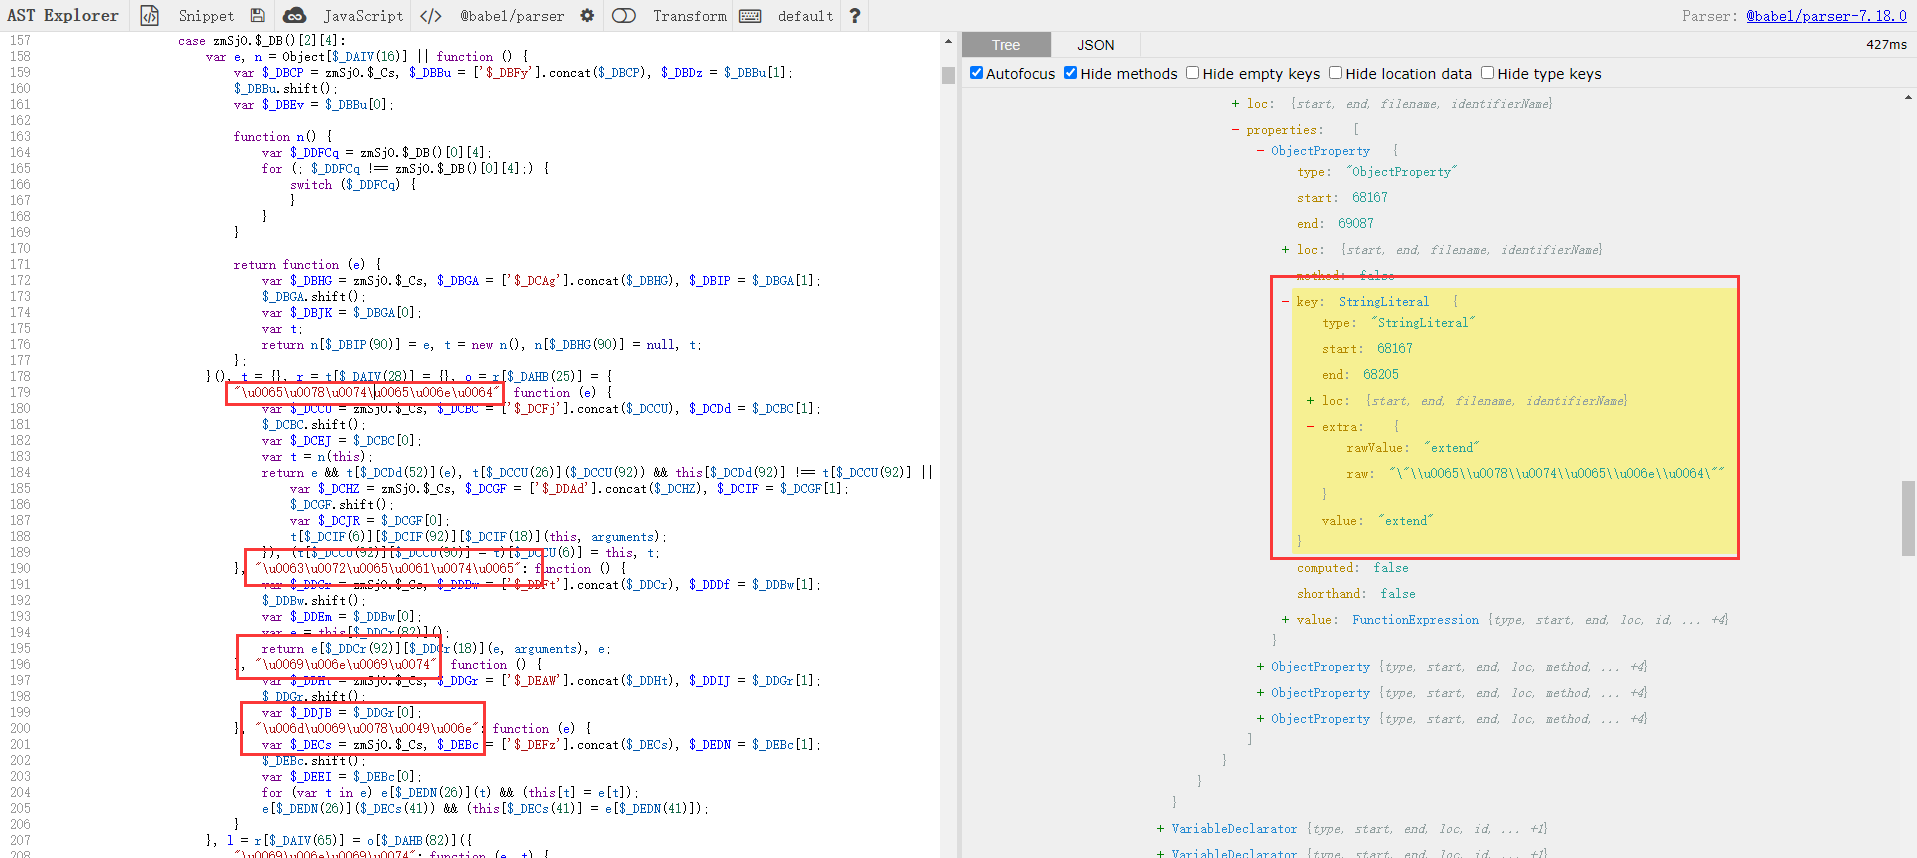 AST Explorer Snippet JavaScript </> @babel/parser Transform default ? Parser: @babel/parser-7.18.0
Tree JSON 427ms
Autofocus Hide methods Hide empty keys Hide location data Hide type keys
157 case zmSjO.$_DB()[2][4]:
158 var e, n = Object[$_DAIV(16)] || function () {
159 var $_DBCP = zmSjO.$_Cs, $_DBBu = ['$_DBFy'].concat($_DBCP), $_DBDz = $_DBBu[1];
160 $_DBBu.shift();
161 var $_DBEv = $_DBBu[0];
162
163 function n() {
164 var $_DDFCq = zmSjO.$_DB()[0][4];
165 for (; $_DDFCq !== zmSjO.$_DB()[0][4];) {
166 switch ($_DDFCq) {
167 }
168 }
169 }
170
171 return function (e) {
172 var $_DBHG = zmSjO.$_Cs, $_DBGA = ['$_DCAg'].concat($_DBHG), $_DBIP = $_DBGA[1];
173 $_DBGA.shift();
174 var $_DBJK = $_DBGA[0];
175 var t;
176 return n[$_DBIP(90)] = e, t = new n(), n[$_DBHG(90)] = null, t;
177 };
178 }(), t = {}, r = t[$_DAIV(28)] = {}, o = r[$_DAHB(25)] = {
179 "\u0065\u0078\u0074\u0065\u006e\u0064" function (e) {
180 var $_DCCU = zmSjO.$_Cs, $_DCBC = ['$_DCFj'].concat($_DCCU), $_DCDd = $_DCBC[1];
181 $_DCBC.shift();
182 var $_DCEJ = $_DCBC[0];
183 var t = n(this);
184 return e && t[$_DCDd(52)](e), t[$_DCCU(26)]($_DCCU(92)) && this[$_DCDd(92)] !== t[$_DCCU(92)] ||
185 var $_DCHZ = zmSjO.$_Cs, $_DCGF = ['$_DDAd'].concat($_DCHZ), $_DCIF = $_DCGF[1];
186 $_DCGF.shift();
187 var $_DCJR = $_DCGF[0];
188 t[$_DCIF(6)][$_DCIF(92)][$_DCIF(18)](this, arguments);
189 }), (t[$_DCCU(92)][$_DCCU(90)] = t)[$_DCCU(6)] = this, t;
190 }, "\u0063\u0072\u0065\u0061\u0074\u0065": function () {
191 var $_DDCr = zmSjO.$_Cs, $_DDBw = ['$_DDFt'].concat($_DDCr), $_DDDf = $_DDBw[1];
192 $_DDBw.shift();
193 var $_DDEm = $_DDBw[0];
194 var e = this[$_DDCr(82)]();
195 return e[$_DDCr(92)][$_DDCr(18)](e, arguments), e;
196 }, "\u0069\u006e\u0069\u0074" function () {
197 var $_DDHt = zmSjO.$_Cs, $_DDGr = ['$_DEAW'].concat($_DDHt), $_DDIJ = $_DDGr[1];
198 $_DDGr.shift();
199 var $_DDJB = $_DDGr[0];
200 }, "\u006d\u0069\u0078\u0049\u006e": function (e) {
201 var $_DECs = zmSjO.$_Cs, $_DEBc = ['$_DEFz'].concat($_DECs), $_DEDN = $_DEBc[1];
202 $_DEBc.shift();
203 var $_DEEI = $_DEBc[0];
204 for (var t in e) e[$_DEDN(26)](t) && (this[t] = e[t]);
205 e[$_DEDN(26)]($_DECs(41)) && (this[$_DECs(41)] = e[$_DEDN(41)]);
206 }
207 }, l = r[$_DAIV(65)] = o[$_DAHB(82)]({
208 "\u0069\u006e\u0069\u0074": function (e, t) {
+ loc: {start, end, filename, identifierName}
- properties: [
- ObjectProperty {
type: "ObjectProperty"
start: 68167
end: 69087
+ loc: {start, end, filename, identifierName}
method: false
- key: StringLiteral {
type: "StringLiteral"
start: 68167
end: 68205
+ loc: {start, end, filename, identifierName}
- extra: {
rawValue: "extend"
raw: "\"\\u0065\\u0078\\u0074\\u0065\\u006e\\u0064\""
}
value: "extend"
}
computed: false
shorthand: false
+ value: FunctionExpression {type, start, end, loc, id, ... +4}
}
+ ObjectProperty {type, start, end, loc, method, ... +4}
+ ObjectProperty {type, start, end, loc, method, ... +4}
+ ObjectProperty {type, start, end, loc, method, ... +4}
]
}
}
}
+ VariableDeclarator {type, start, end, loc, id, ... +1}
+ VariableDeclarator {type, start, end, loc, id, ... +1}